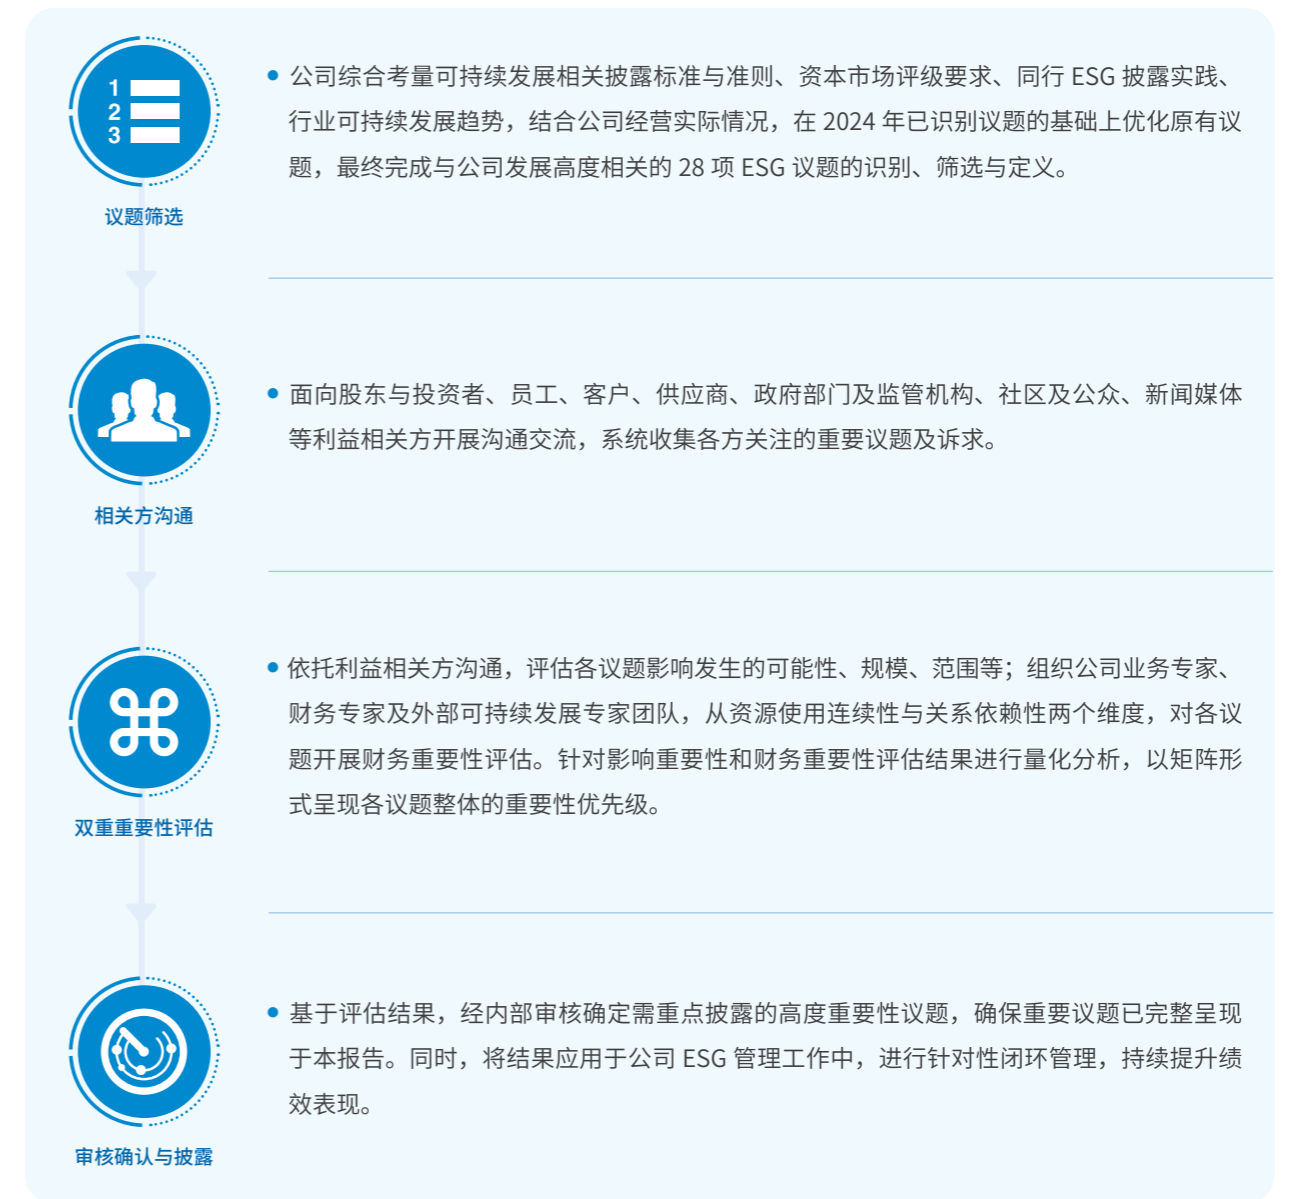 1
2
3
议题筛选
公司综合考量可持续发展相关披露标准与准则、资本市场评级要求、同行 ESG 披露实践、
行业可持续发展趋势，结合公司经营实际情况，在 2024 年已识别议题的基础上优化原有议
题，最终完成与公司发展高度相关的 28 项 ESG 议题的识别、筛选与定义。
相关方沟通
面向股东与投资者、员工、客户、供应商、政府部门及监管机构、社区及公众、新闻媒体
等利益相关方开展沟通交流，系统收集各方关注的重要议题及诉求。
双重重要性评估
依托利益相关方沟通，评估各议题影响发生的可能性、规模、范围等；组织公司业务专家、
财务专家及外部可持续发展专家团队，从资源使用连续性与关系依赖性两个维度，对各议
题开展财务重要性评估。针对影响重要性和财务重要性评估结果进行量化分析，以矩阵形
式呈现各议题整体的重要性优先级。
审核确认与披露
基于评估结果，经内部审核确定需重点披露的高度重要性议题，确保重要议题已完整呈现
于本报告。同时，将结果应用于公司 ESG 管理工作中，进行针对性闭环管理，持续提升绩
效表现。